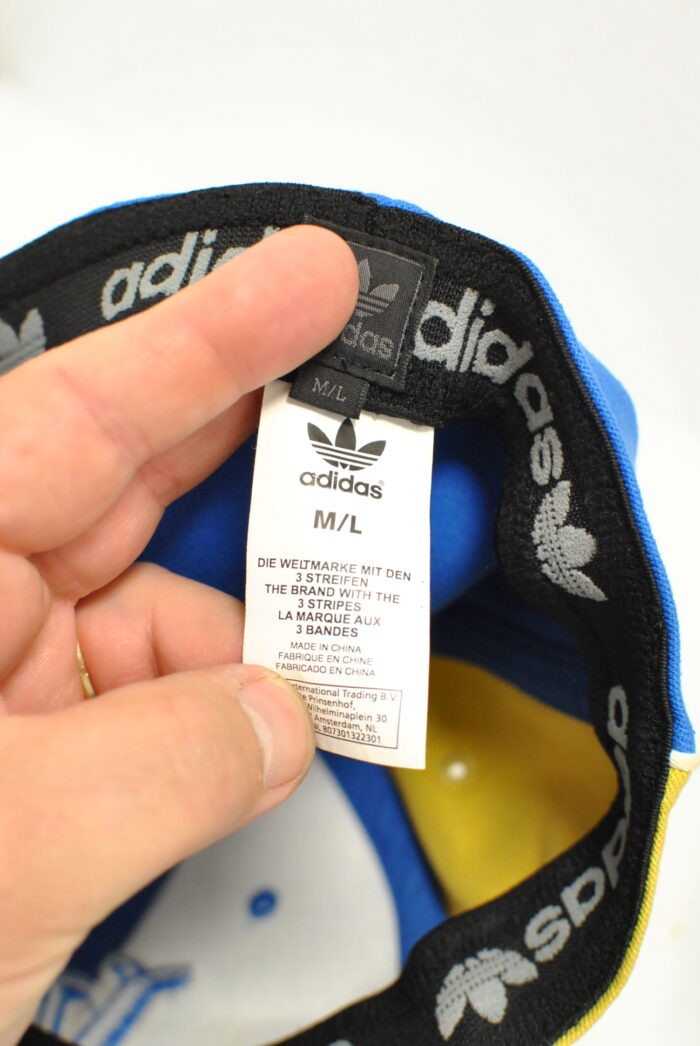 adidas
adidas
M/L
adidas
M/L
DIE WELTMARKE MIT DEN
3 STREIFEN
THE BRAND WITH THE
3 STRIPES
LA MARQUE AUX
3 BANDES
MADE IN CHINA
FABRIQUE EN CHINE
FABRICADO EN CHINA
International Trading B.V
Prinsenhof,
Wilhelminaplein 30
Amsterdam, NL
NL 807301322301
adidas